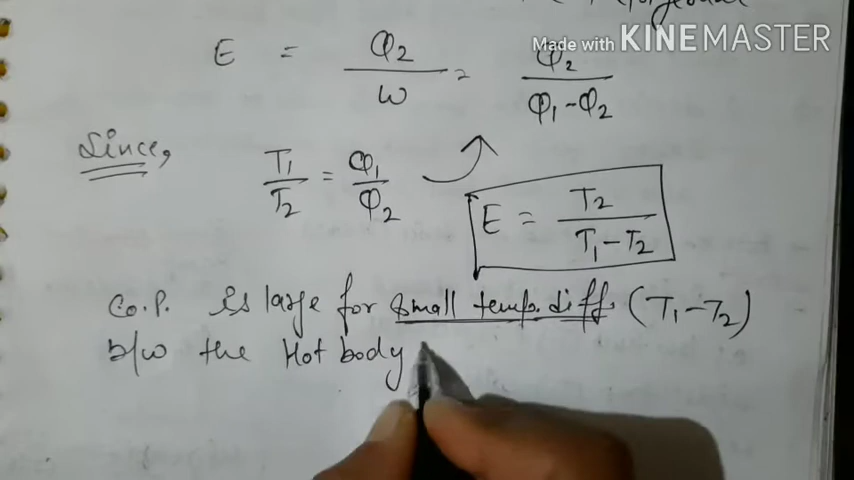 Made with KINEMASTER
E = Q2/W = Q2/Q1-Q2
Since,
T1/T2 = Q1/Q2
E = T2/T1-T2
Co.P. is large for small temp. diff. (T1-T2)
b/w the Hot body